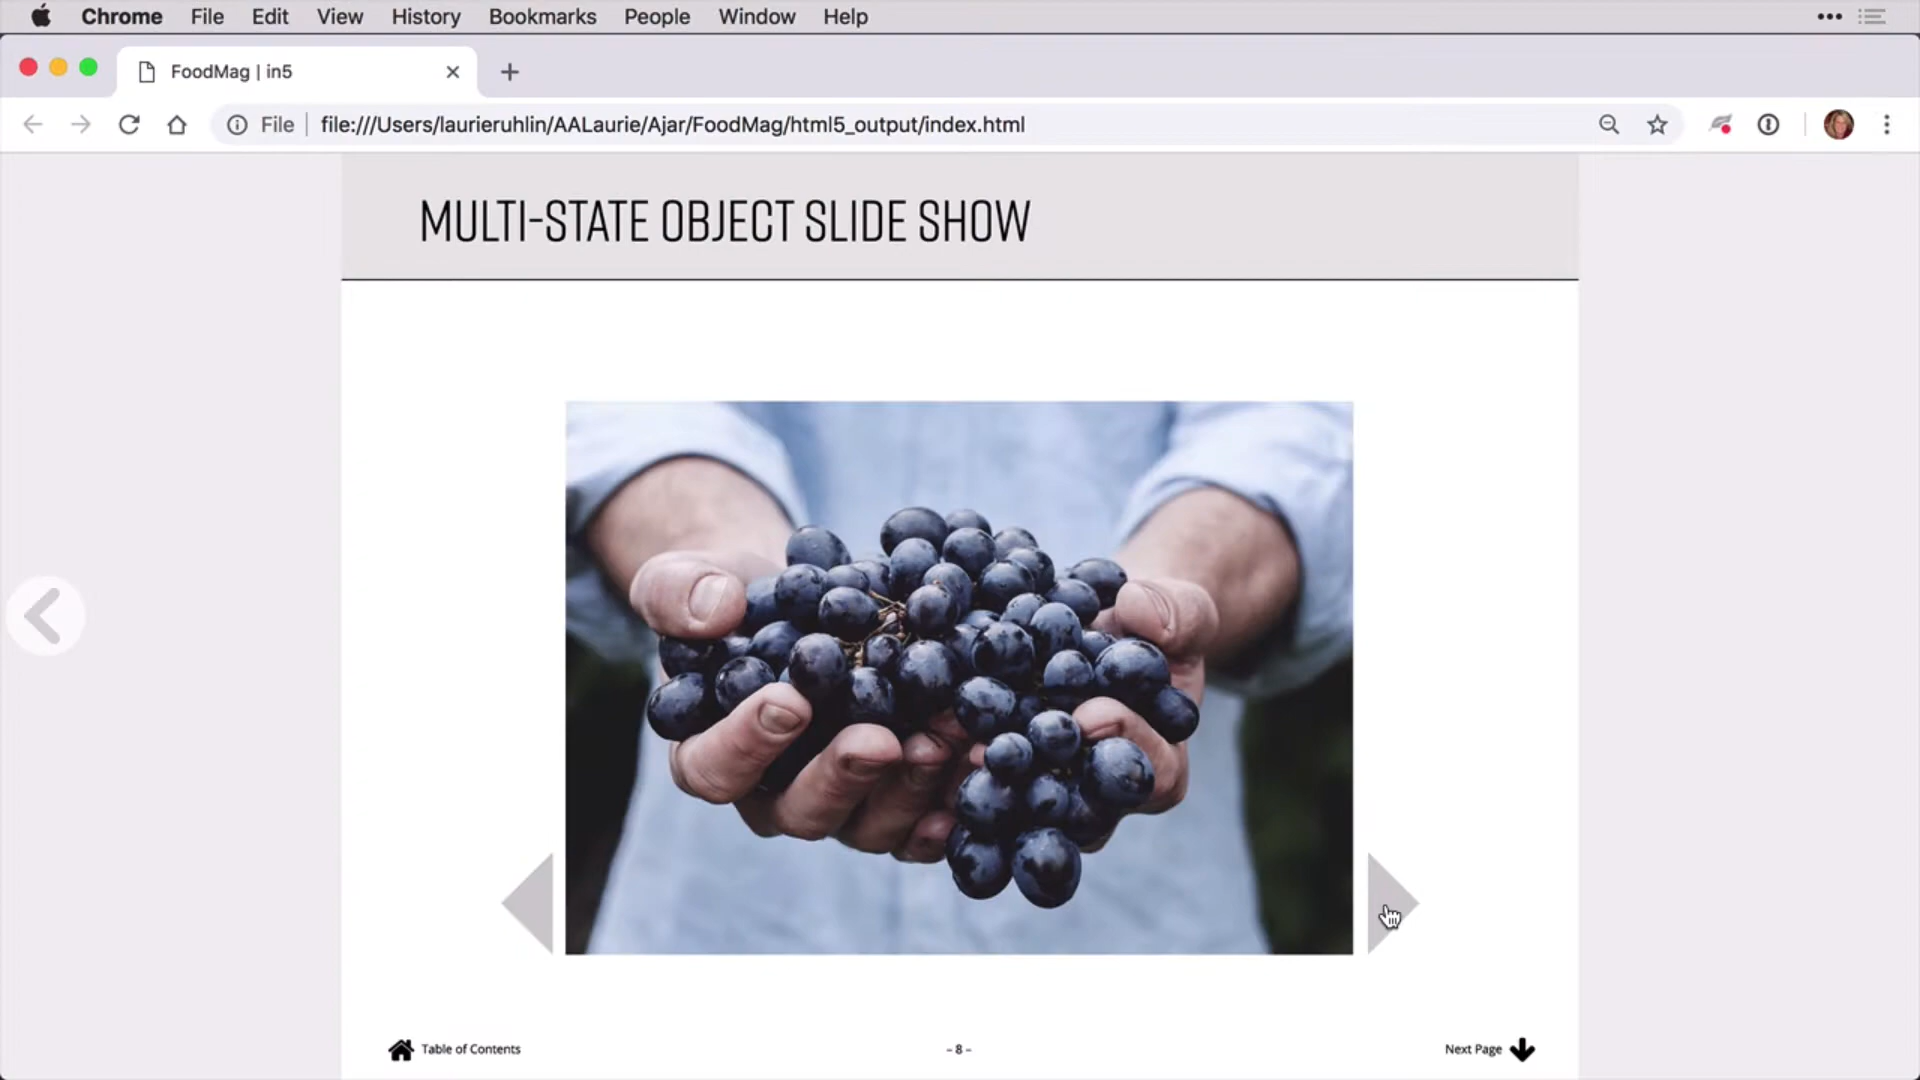 Chrome File Edit View History Bookmarks People Window Help
FoodMag | in5
File file:///Users/laurieruhlin/AALaurie/Ajar/FoodMag/html5_output/index.html
MULTI-STATE OBJECT SLIDE SHOW
Table of Contents
- 8 -
Next Page